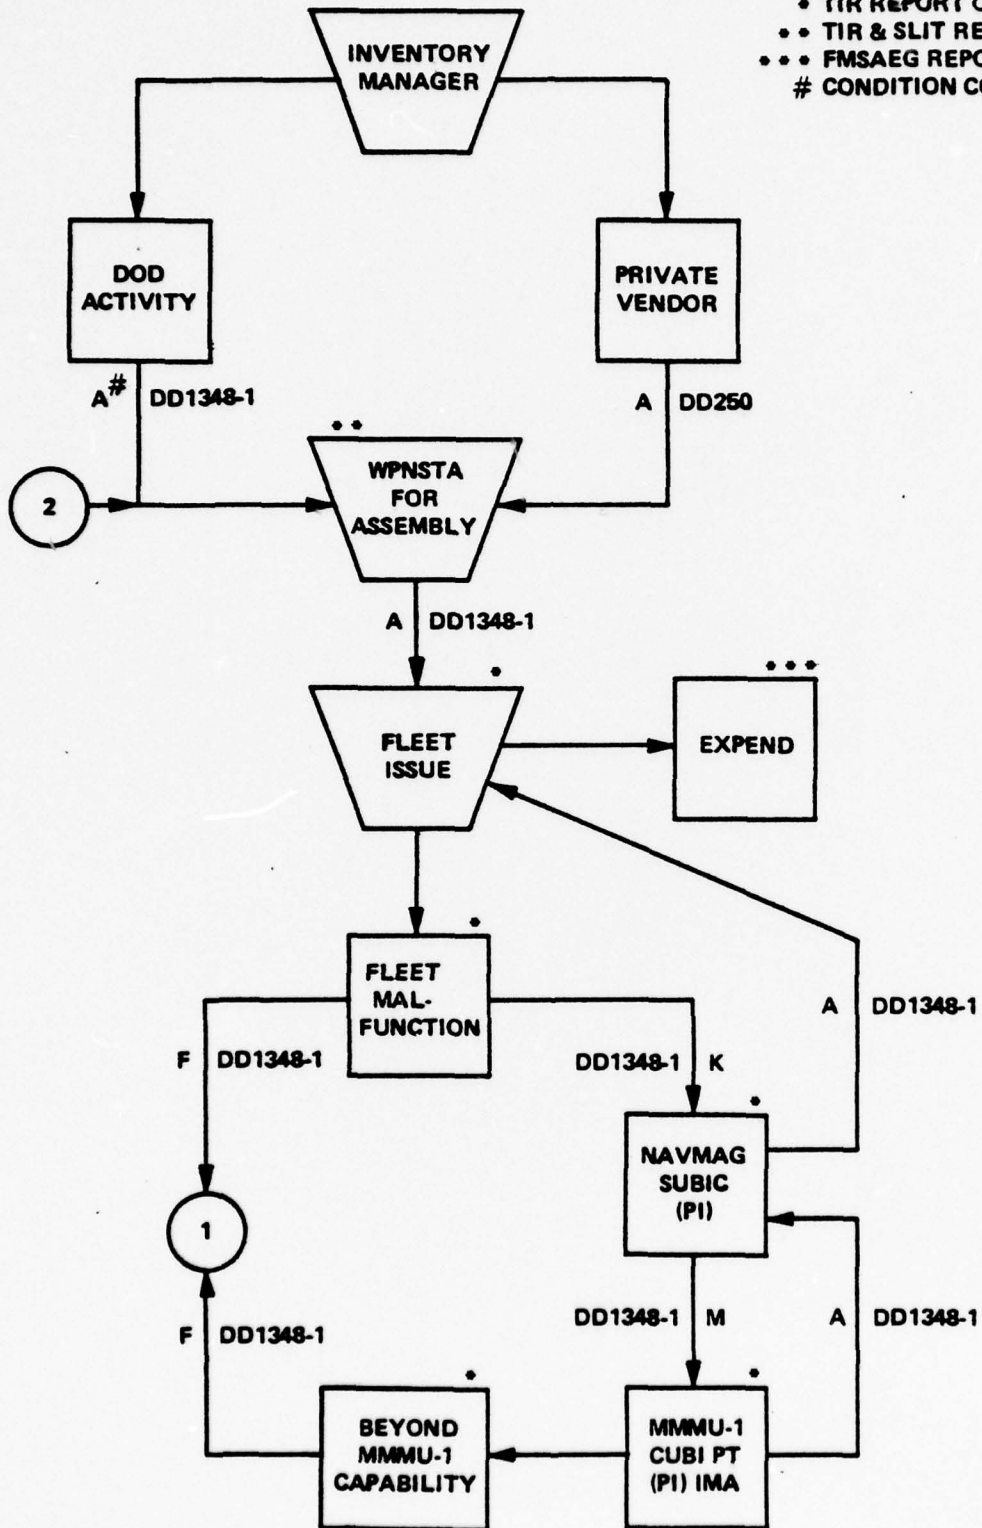 * TIR REPORT
* * TIR & SLIT
* * * FMSAEG
# CONDITION
INVENTORY
MANAGER
DOD
ACTIVITY
PRIVATE
VENDOR
A# DD1348-1
A DD250
* *
WPNSTA
FOR
ASSEMBLY
2
A DD1348-1
*
* * *
FLEET
ISSUE
EXPEND
*
FLEET
MAL-
FUNCTION
A DD1348-1
F DD1348-1
DD1348-1 K
*
NAVMAG
SUBIC
(PI)
1
F DD1348-1
DD1348-1 M
A DD1348-1
*
*
BEYOND
MMMU-1
CAPABILITY
MMMU-1
CUBI PT
(PI) IMA